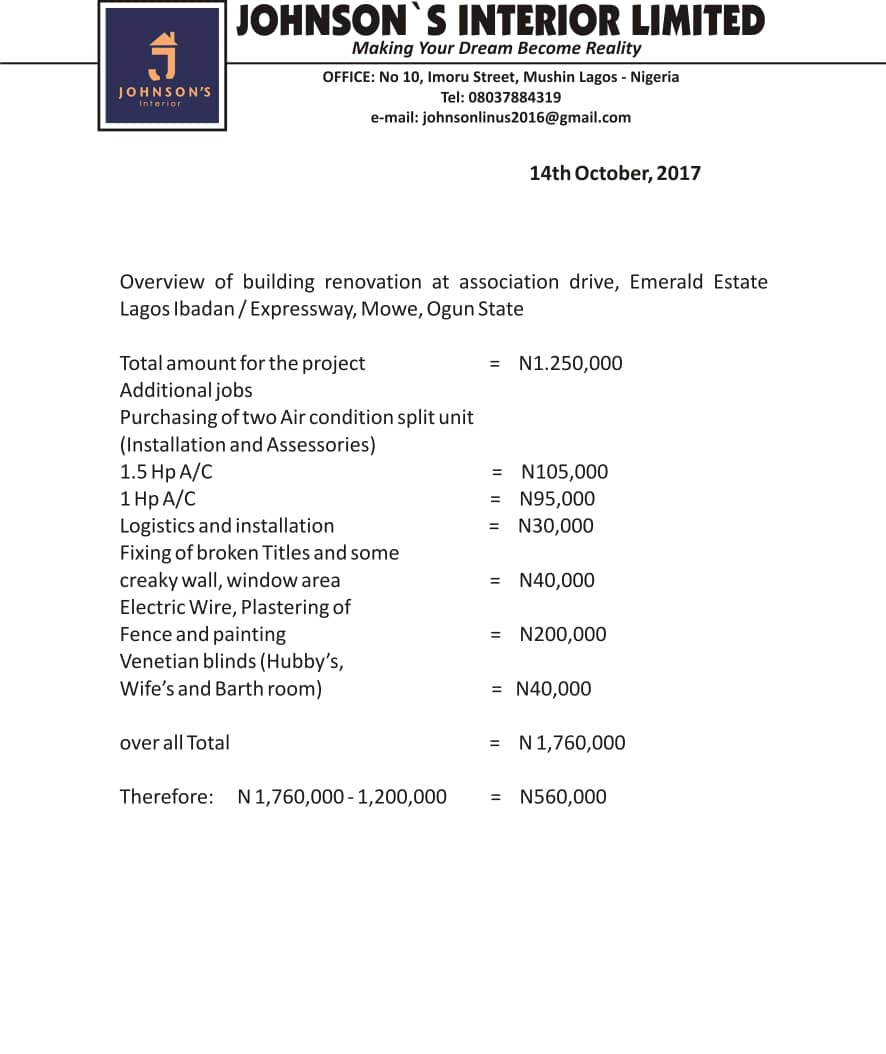 JOHNSON`S INTERIOR LIMITED
Making Your Dream Become Reality
JOHNSON'S
Interior
OFFICE: No 10, Imoru Street, Mushin Lagos - Nigeria
Tel: 08037884319
e-mail: johnsonlinus2016@gmail.com
14th October, 2017
Overview of building renovation at association drive, Emerald Estate
Lagos Ibadan / Expressway, Mowe, Ogun State
Total amount for the project = N1.250,000
Additional jobs
Purchasing of two Air condition split unit
(Installation and Assessories)
1.5 Hp A/C = N105,000
1 Hp A/C = N95,000
Logistics and installation = N30,000
Fixing of broken Titles and some
creaky wall, window area = N40,000
Electric Wire, Plastering of
Fence and painting = N200,000
Venetian blinds (Hubby's,
Wife's and Barth room) = N40,000
over all Total = N 1,760,000
Therefore: N 1,760,000 - 1,200,000 = N560,000